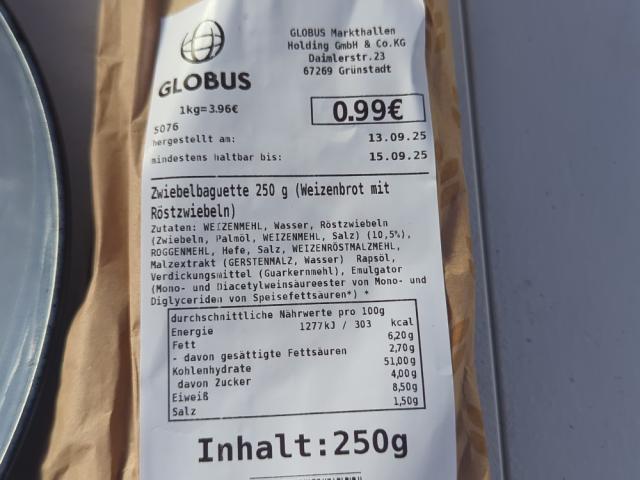 GLOBUS
GLOBUS Markthallen
Holding GmbH & Co.KG
Daimlerstr.23
67269 Grünstadt
1kg=3.96€
0.99€
5076
hergestellt am: 13.09.25
mindestens haltbar bis: 15.09.25
Zwiebelbaguette 250 g (Weizenbrot mit
Röstzwiebeln)
Zutaten: WEIZENMEHL, Wasser, Röstzwiebeln
(Zwiebeln, Palmöl, WEIZENMEHL, Salz) (10,5%),
ROGGENMEHL, Hefe, Salz, WEIZENRÖSTMALZMEHL,
Malzextrakt (GERSTENMALZ, Wasser) Rapsöl,
Verdickungsmittel (Guarkernmehl), Emulgator
(Mono- und Diacetylweinsäureester von Mono- und
Diglyceriden von Speisefettsäuren*) *
durchschnittliche Nährwerte pro 100g
Energie 1277kJ / 303 kcal
Fett 6,20g
- davon gesättigte Fettsäuren 2,70g
Kohlenhydrate 51,00g
davon Zucker 4,00g
Eiweiß 8,50g
Salz 1,50g
Inhalt:250g